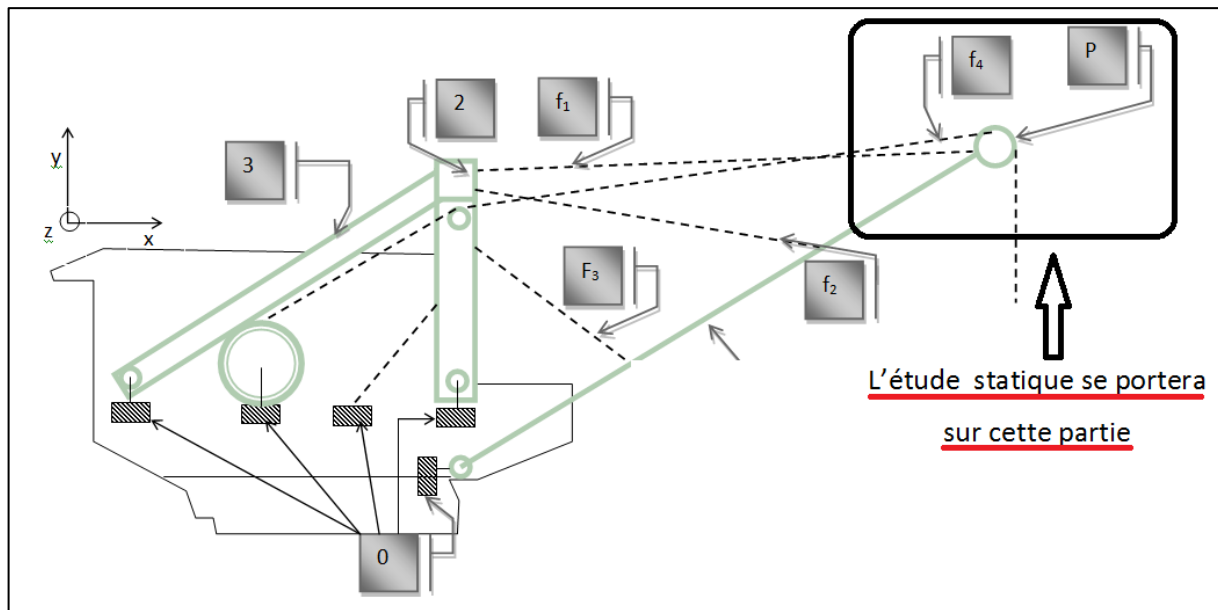 f₄
P
2
f₁
3
y
z
x
F₃
f₂
L'étude statique se portera
sur cette partie
0